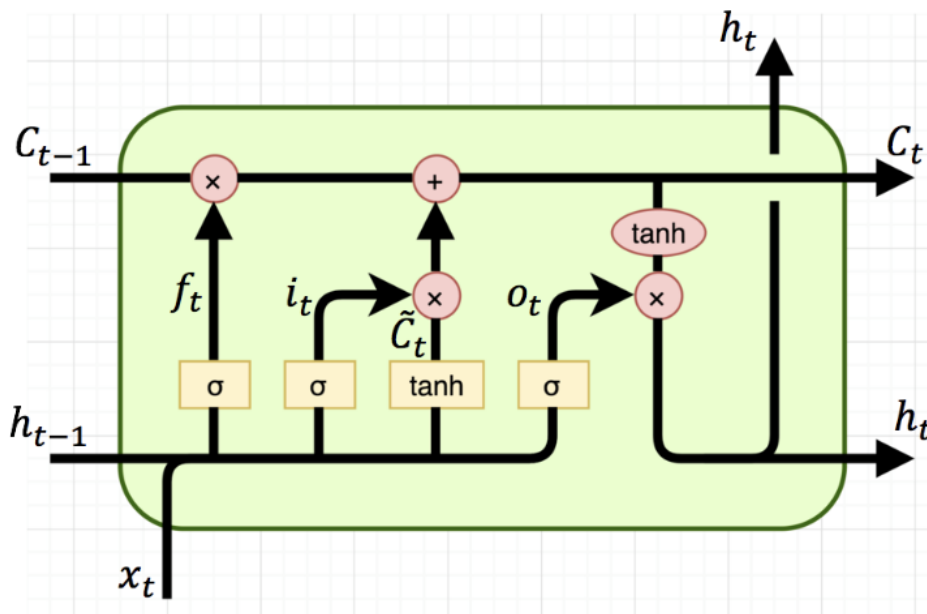 h_t
C_{t−1}
C_t
×
+
tanh
f_t
i_t
×
o_t
×
C̃_t
σ
σ
tanh
σ
h_{t−1}
h_t
x_t